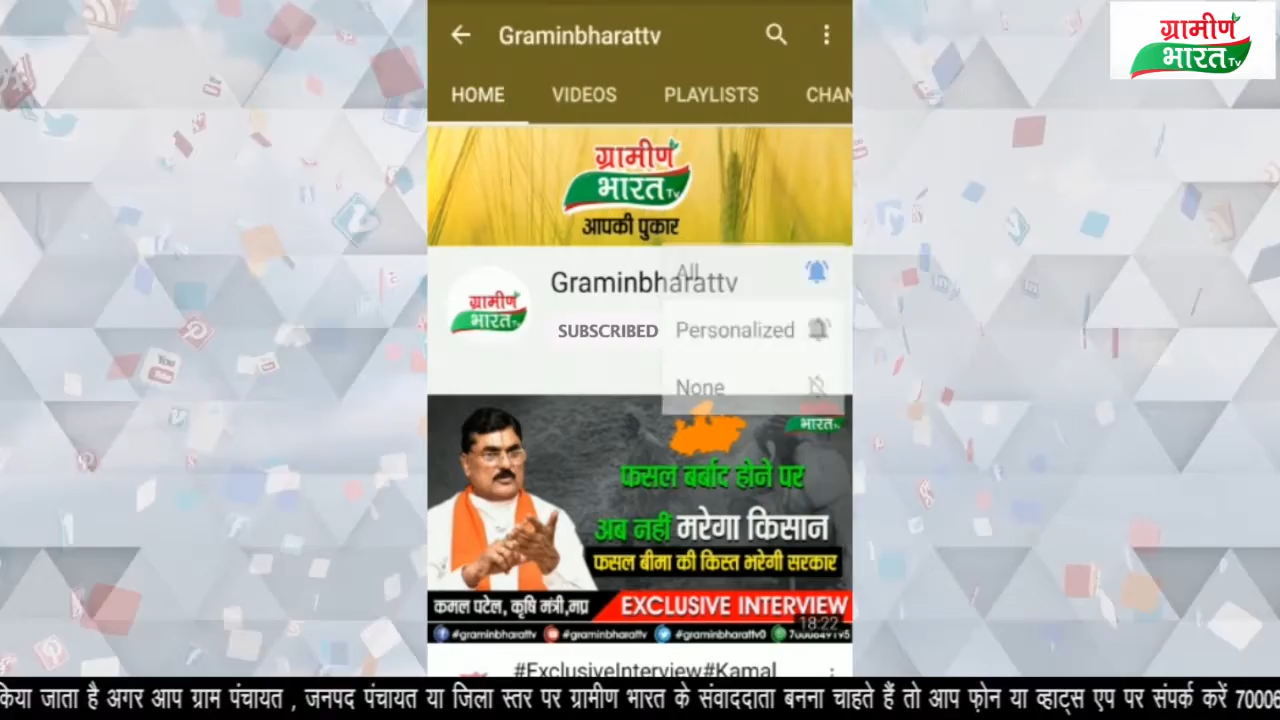 ग्रामीण
भारत Tv
Graminbharattv
HOME VIDEOS PLAYLISTS CHAN
ग्रामीण
भारत Tv
आपकी पुकार
All
Graminbharattv
ग्रामीण
भारत Tv
SUBSCRIBED
Personalized
None
भारत
फसल बर्बाद होने पर
अब नहीं मरेगा किसान
फसल बीमा की किस्त भरेगी सरकार
कमल पटेल, कृषि मंत्री,मप्र
EXCLUSIVE INTERVIEW
18:22
#graminbharattv #graminbharattv #graminbharattv0
#ExclusiveInterview#Kamal
किया जाता है अगर आप ग्राम पंचायत , जनपद पंचायत या जिला स्तर पर ग्रामीण भारत के संवाददाता बनना चाहते हैं तो आप फ़ोन या व्हाट्स एप पर संपर्क करें 70006